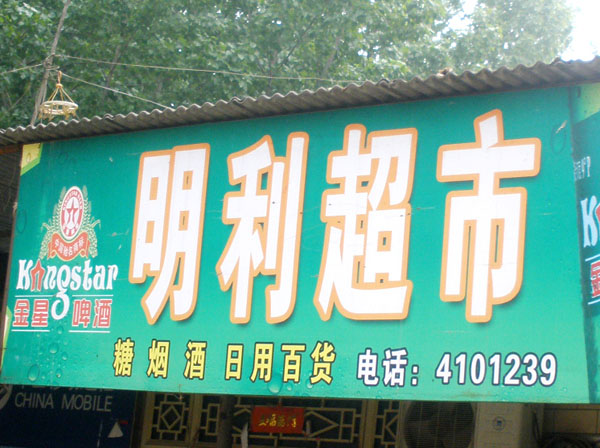 明利超市
Kingstar
金星 啤酒
糖 烟 酒 日用百货 电话：4101239
CHINA MOBILE